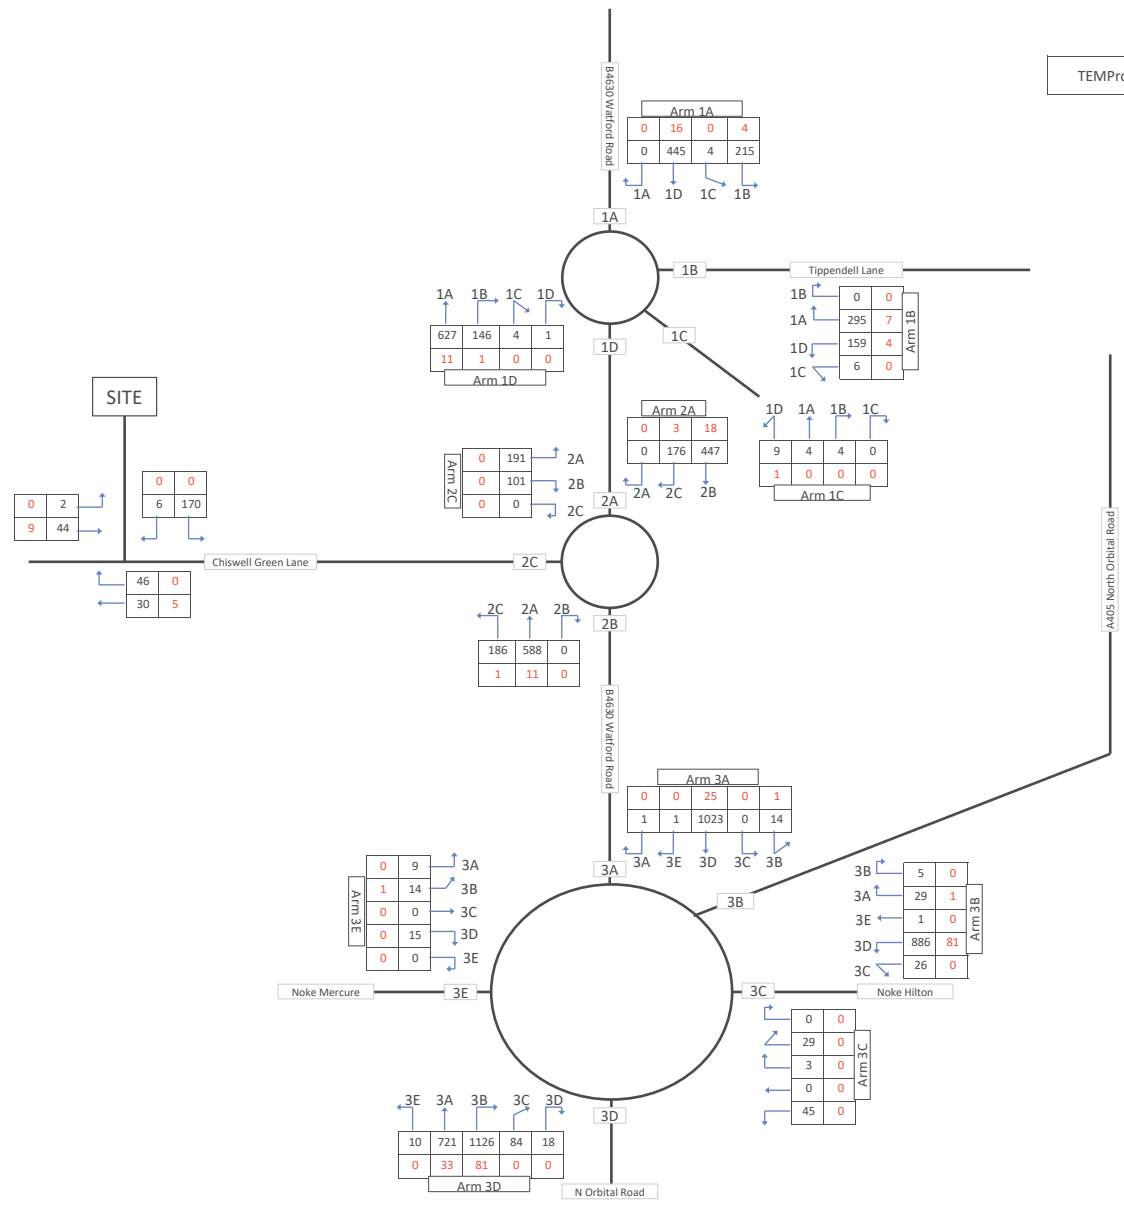 B4630 Watford Road
TEMPro
Arm 1A
0 16 0 4
0 445 4 215
1A 1D 1C 1B
1A
1B
Tippendell Lane
1B 0 0
1A 295 7
1D 159 4
1C 6 0
Arm 1B
1A 1B 1C 1D
627 146 4 1
11 1 0 0
Arm 1D
1D
1C
SITE
1D 1A 1B 1C
9 4 4 0
1 0 0 0
Arm 1C
Arm 2A
0 3 18
0 176 447
2A 2C 2B
Arm 2C
0 191 2A
0 101 2B
0 0 2C
2A
0 0
6 170
0 2
9 44
Chiswell Green Lane
2C
46 0
30 5
A405 North Orbital Road
2C 2A 2B
186 588 0
1 11 0
2B
B4630 Watford Road
Arm 3A
0 0 25 0 1
1 1 1023 0 14
3A 3E 3D 3C 3B
3A
3B
Arm 3E
0 9 3A
1 14 3B
0 0 3C
0 15 3D
0 0 3E
3B 5 0
3A 29 1
3E 1 0
3D 886 81
3C 26 0
Arm 3B
Noke Mercure
3E
3C
Noke Hilton
0 0
29 0
3 0
0 0
45 0
Arm 3C
3E 3A 3B 3C 3D
10 721 1126 84 18
0 33 81 0 0
Arm 3D
3D
N Orbital Road